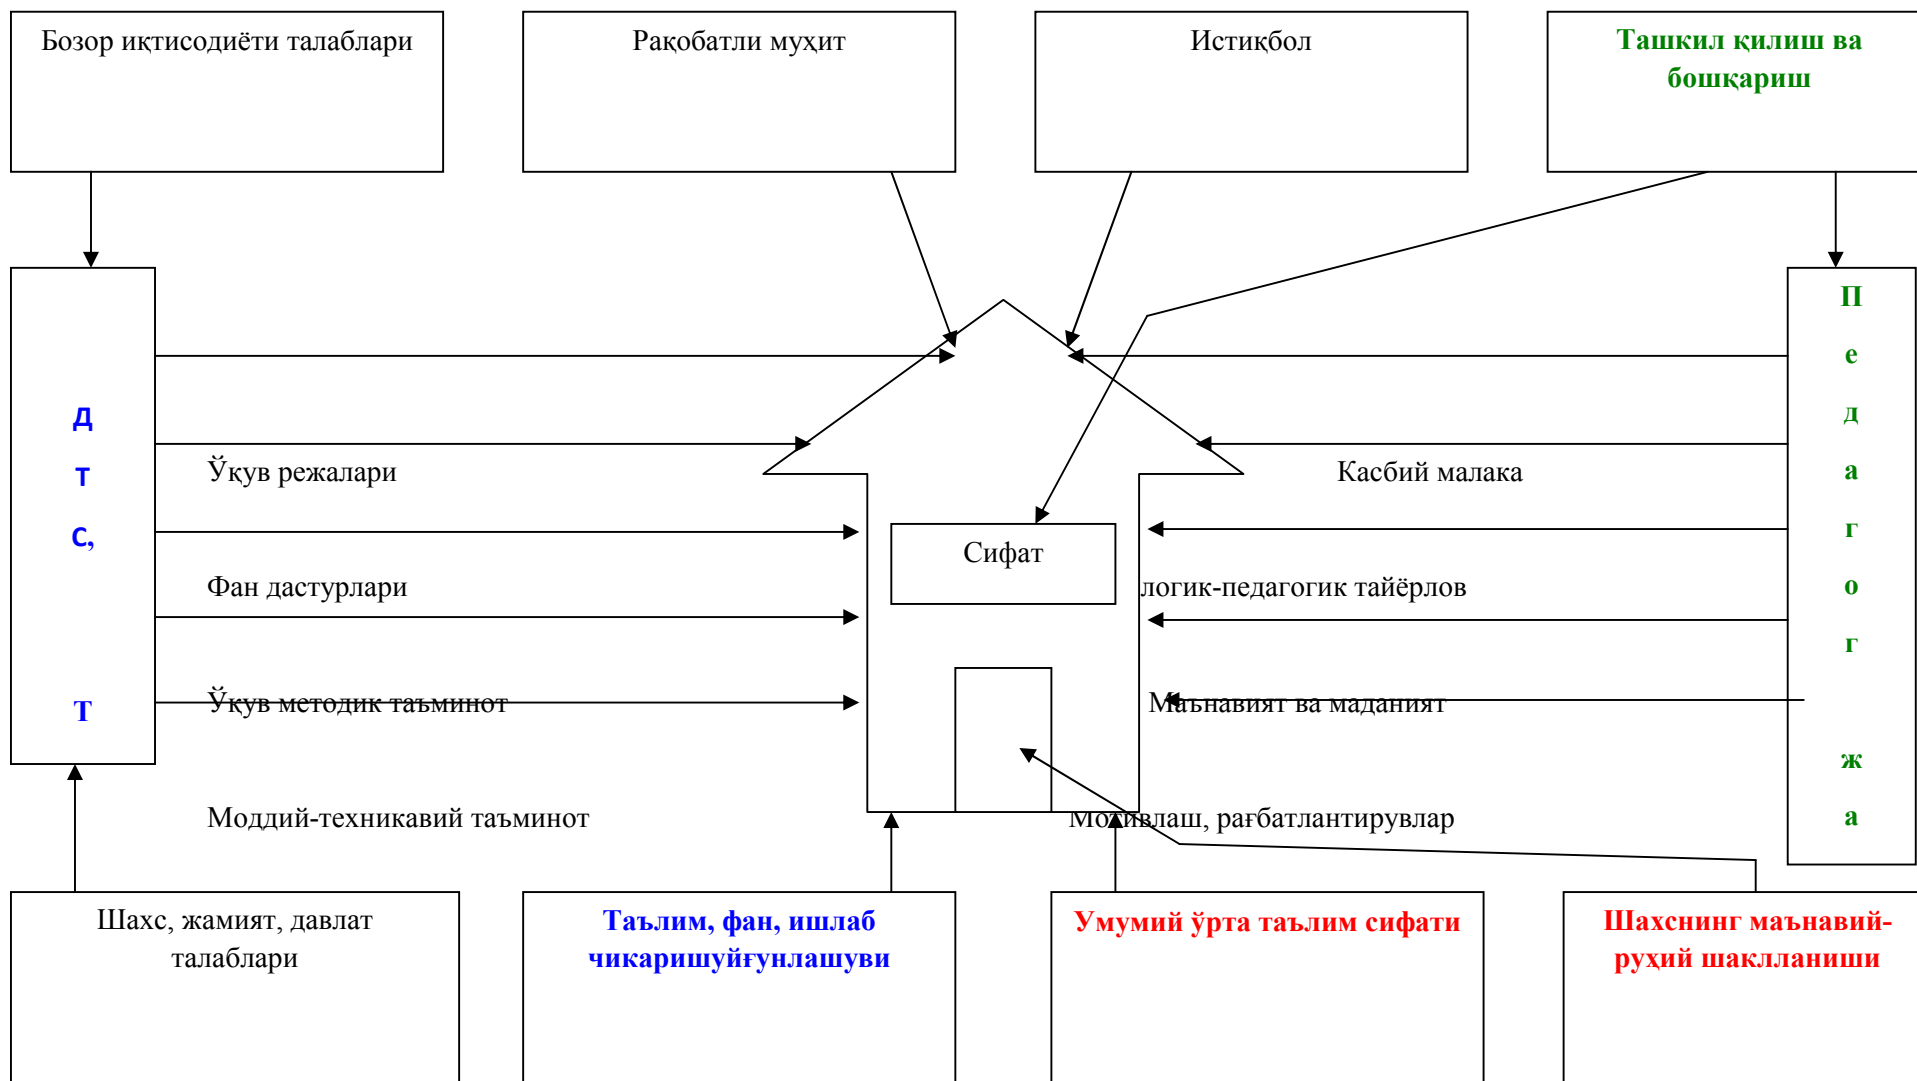 Бозор иқтисодиёти талаблари
Рақобатли муҳит
Истиқбол
Ташкил қилиш ва
бошқариш
Д
Т
С,
Т
Ўқув режалари
Фан дастурлари
Ўқув методик таъминот
Моддий-техникавий таъминот
Сифат
Касбий малака
логик-педагогик тайёрлов
Маънавият ва маданият
Мотивлаш, рағбатлантирувлар
П
е
д
а
г
о
г
ж
а
Шахс, жамият, давлат
талаблари
Таълим, фан, ишлаб
чикаришуйғунлашуви
Умумий ўрта таълим сифати
Шахснинг маънавий-
руҳий шаклланиши